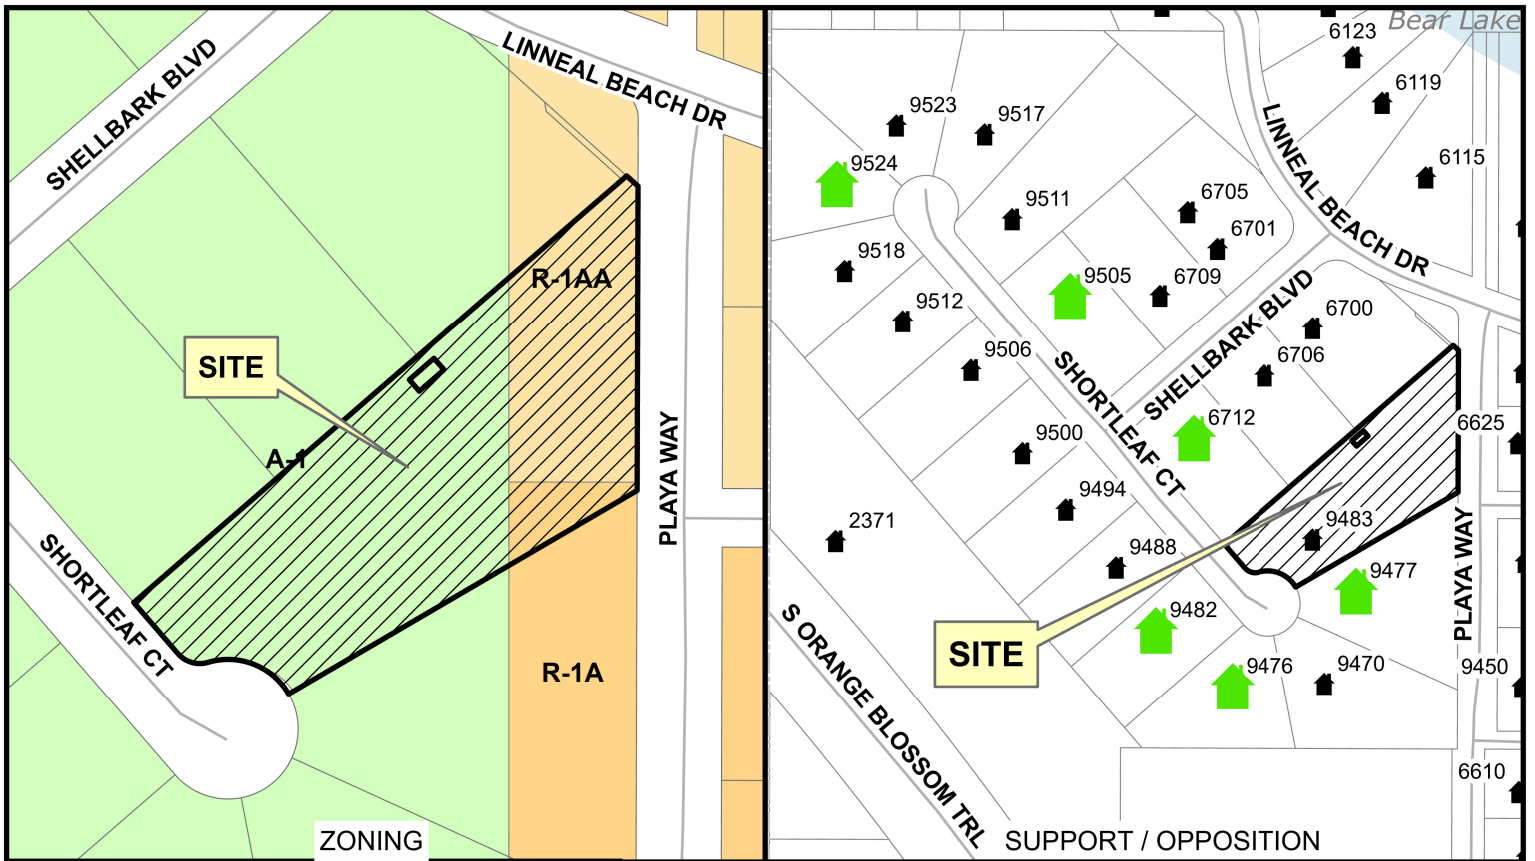 SHELLBARK BLVD
LINNEAL BEACH DR
R-1AA
SITE
A-1
PLAYA WAY
SHORTLEAF CT
R-1A
ZONING
Bear Lake
6123
6119
6115
9523
9517
9524
9511
6705
6701
9518
9505
6709
LINNEAL BEACH DR
9512
6700
9506
6706
SHELLBARK BLVD
SHORTLEAF CT
6712
6625
9500
9494
2371
9483
9488
PLAYA WAY
9477
9482
SITE
9476
9470
9450
S ORANGE BLOSSOM TRL
6610
SUPPORT / OPPOSITION